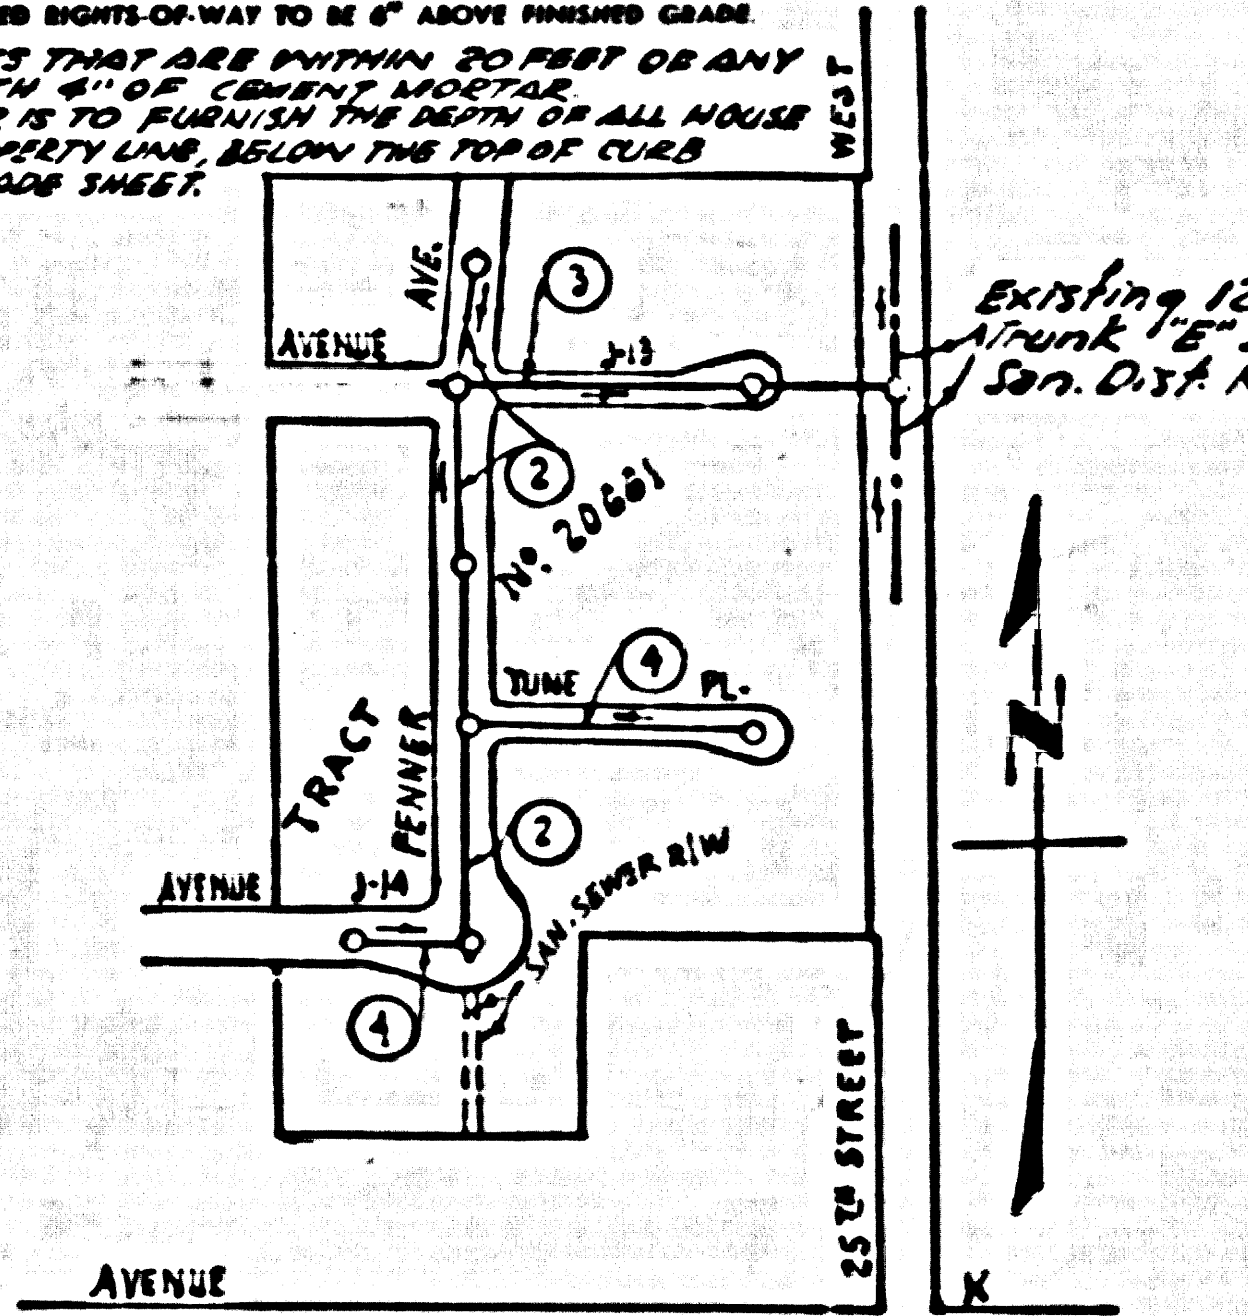 RIGHTS-OF-WAY TO BE 6" ABOVE FINISHED GRADE.
THAT ARE WITHIN 20 FEET OF ANY
4" OF CEMENT MORTAR.
IS TO FURNISH THE DEPTH OF ALL HOUSE
LINE, BELOW THE TOP OF CURB
SHEET.
WEST
AVE.
3
AVENUE
J-13
Existing 12
Trunk "E"
San. Dist.
2
No. 20681
4
TUNE PL.
N
TRACT
PENNER
2
SAN. SEWER R/W
AVENUE J-14
4
25TH STREET
AVENUE K